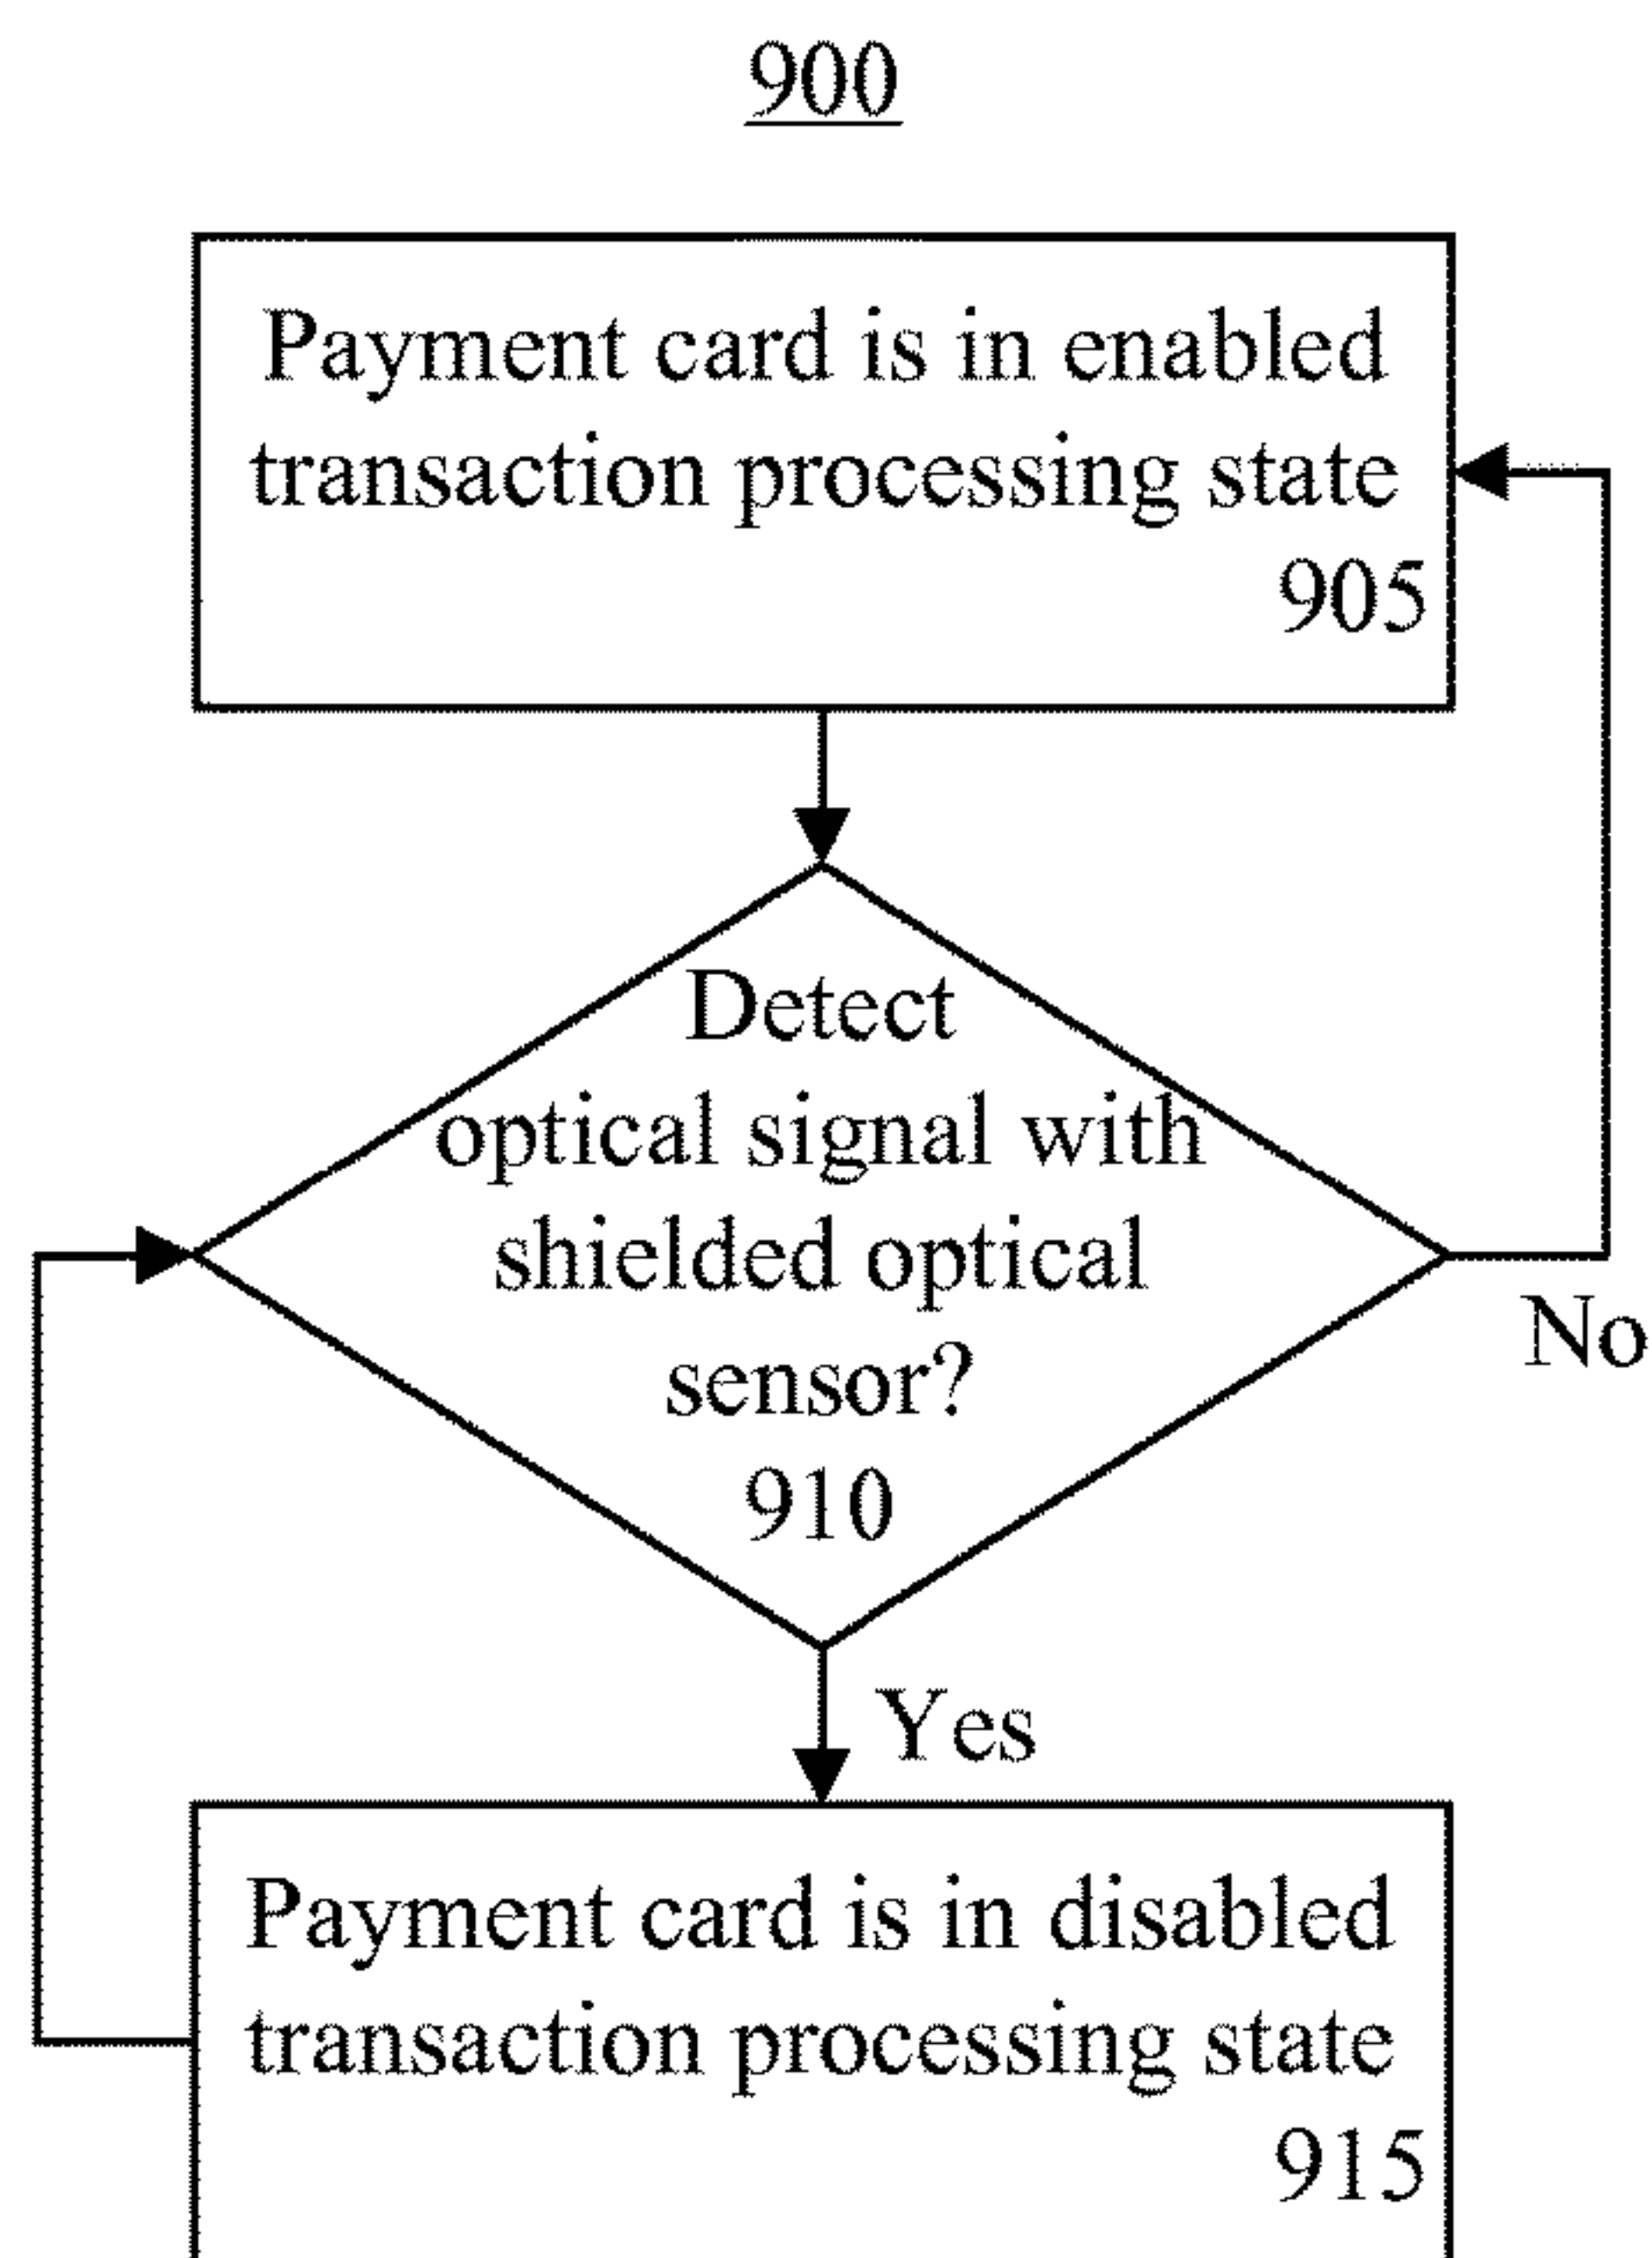 900
Payment card is in enabled
transaction processing state
905
Detect
optical signal with
shielded optical
sensor?
910
No
Yes
Payment card is in disabled
transaction processing state
915